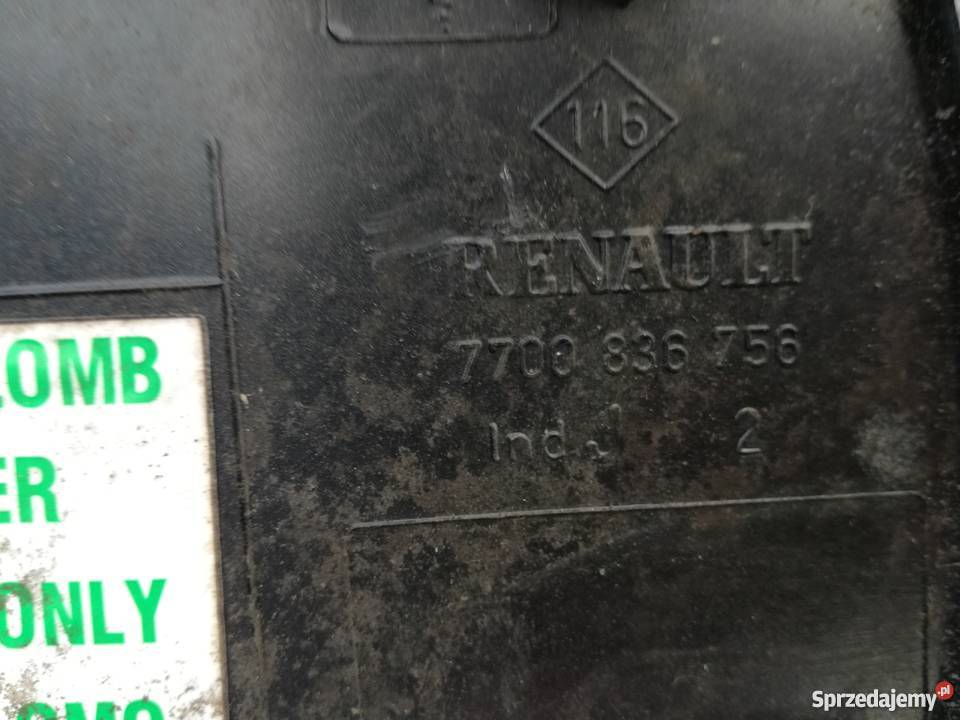 116
RENAULT
7700 836 756
Ind. J 2
LOMB
ER
ONLY
Sprzedajemy.pl